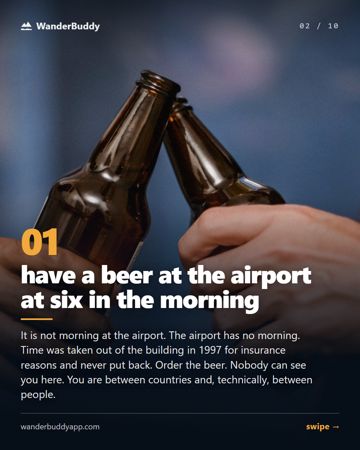 WanderBuddy
02 / 10
01
have a beer at the airport
at six in the morning
It is not morning at the airport. The airport has no morning.
Time was taken out of the building in 1997 for insurance
reasons and never put back. Order the beer. Nobody can see
you here. You are between countries and, technically, between
people.
wanderbuddyapp.com
swipe →